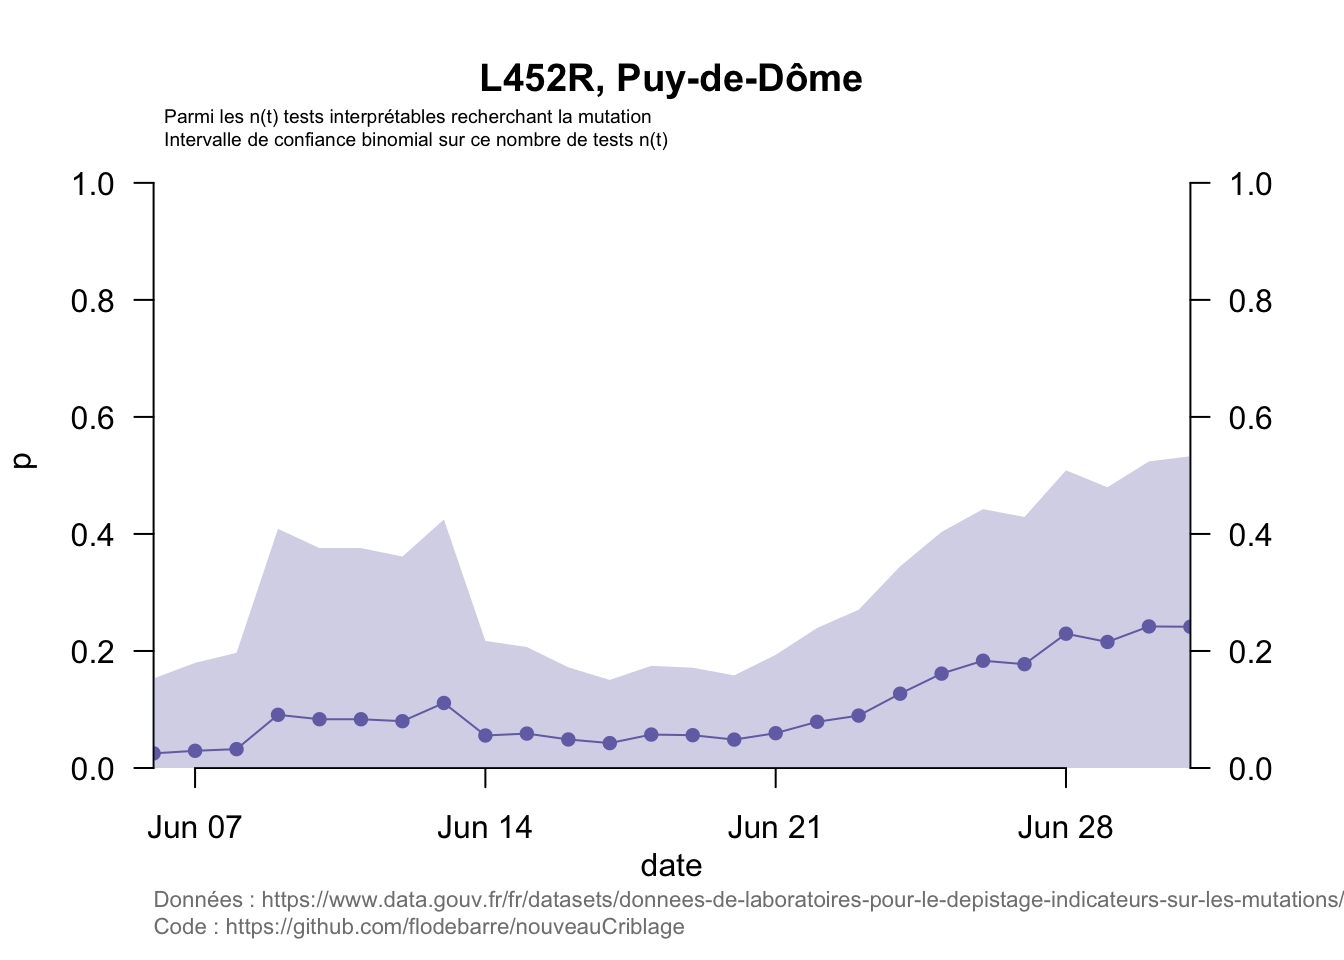 L452R, Puy-de-Dôme
Parmi les n(t) tests interprétables recherchant la mutation
Intervalle de confiance binomial sur ce nombre de tests n(t)
1.0 1.0
0.8 0.8
0.6 0.6
p
0.4 0.4
0.2 0.2
0.0 0.0
Jun 07 Jun 14 Jun 21 Jun 28
date
Données : https://www.data.gouv.fr/fr/datasets/donnees-de-laboratoires-pour-le-depistage-indicateurs-sur-les-mutations/
Code : https://github.com/flodebarre/nouveauCriblage